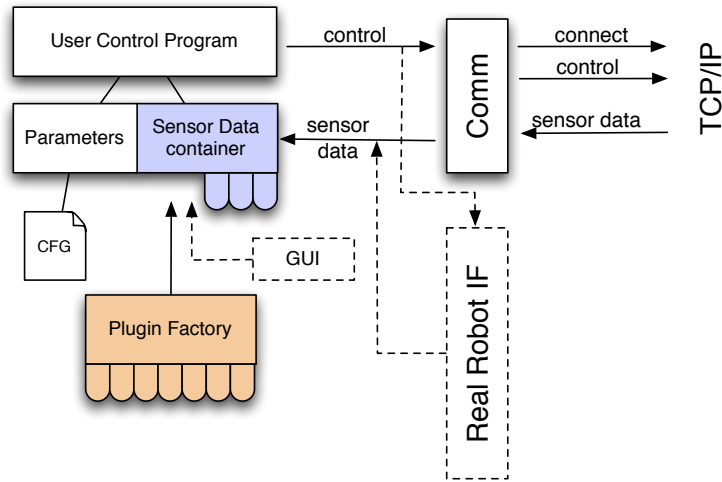 User Control Program
control
connect
control
Comm
TCP/IP
Parameters
Sensor Data
container
sensor
data
sensor data
CFG
GUI
Plugin Factory
Real Robot IF